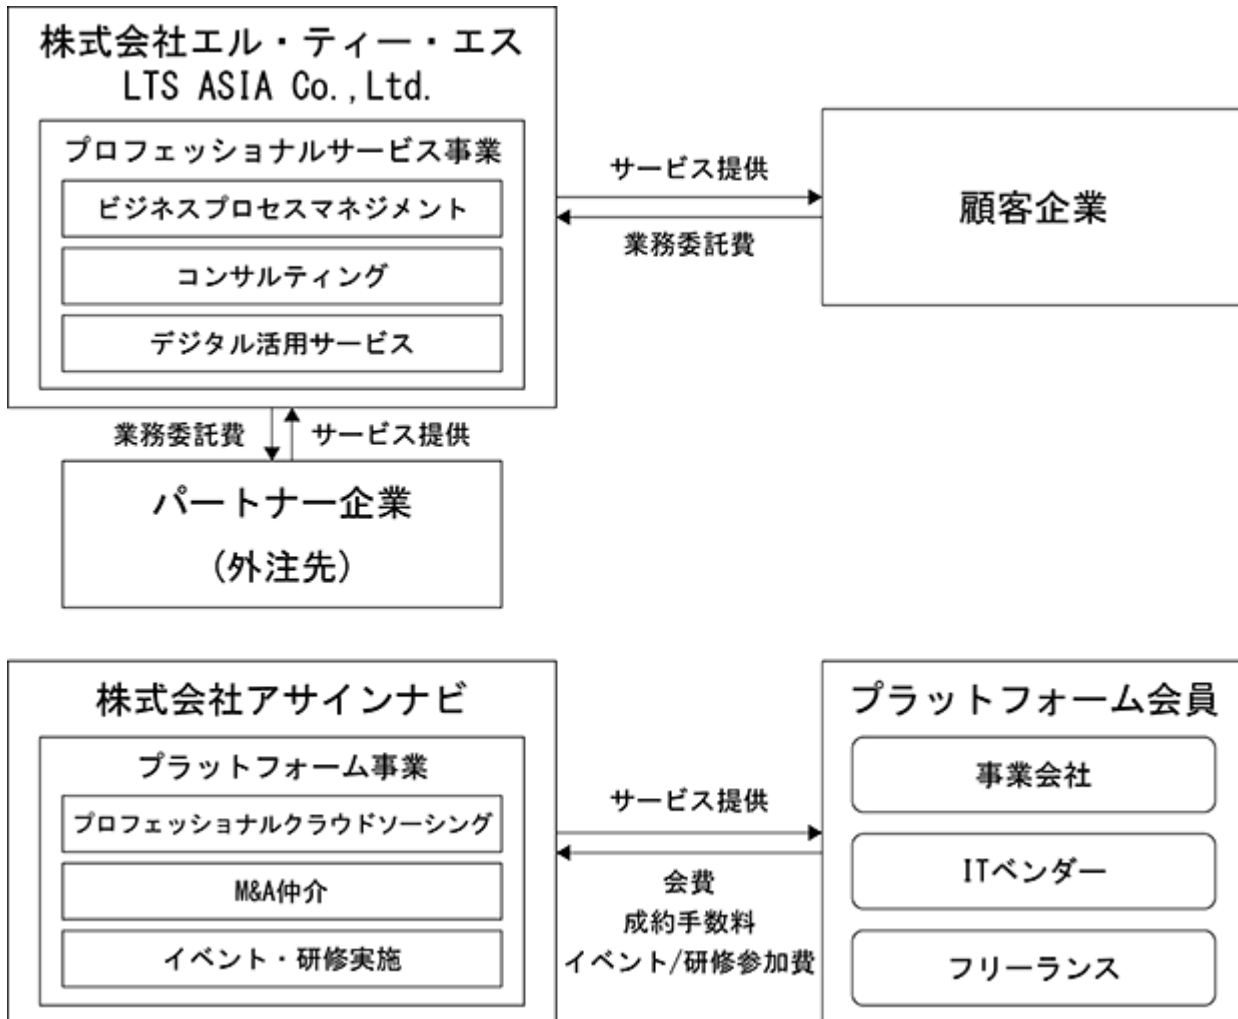 株式会社エル・ティー・エス
LTS ASIA Co.,Ltd.
プロフェッショナルサービス事業
ビジネスプロセスマネジメント
コンサルティング
デジタル活用サービス
サービス提供
業務委託費
顧客企業
業務委託費
サービス提供
パートナー企業
(外注先)
株式会社アサインナビ
プラットフォーム事業
プロフェッショナルクラウドソーシング
M&A仲介
イベント・研修実施
サービス提供
会費
成約手数料
イベント/研修参加費
プラットフォーム会員
事業会社
ITベンダー
フリーランス